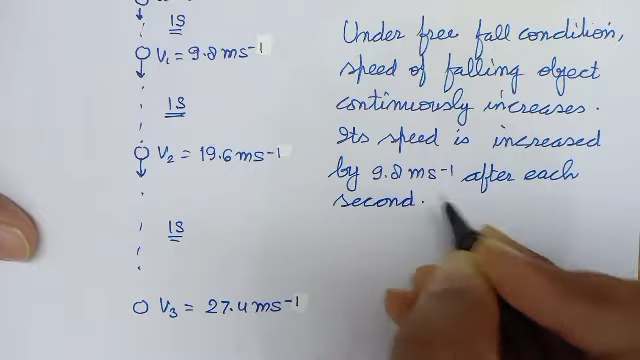 1S
V₁ = 9.8 ms⁻¹
1S
V₂ = 19.6 ms⁻¹
1S
V₃ = 27.4 ms⁻¹
Under free fall condition,
speed of falling object
continuously increases.
Its speed is increased
by 9.8 ms⁻¹ after each
second.